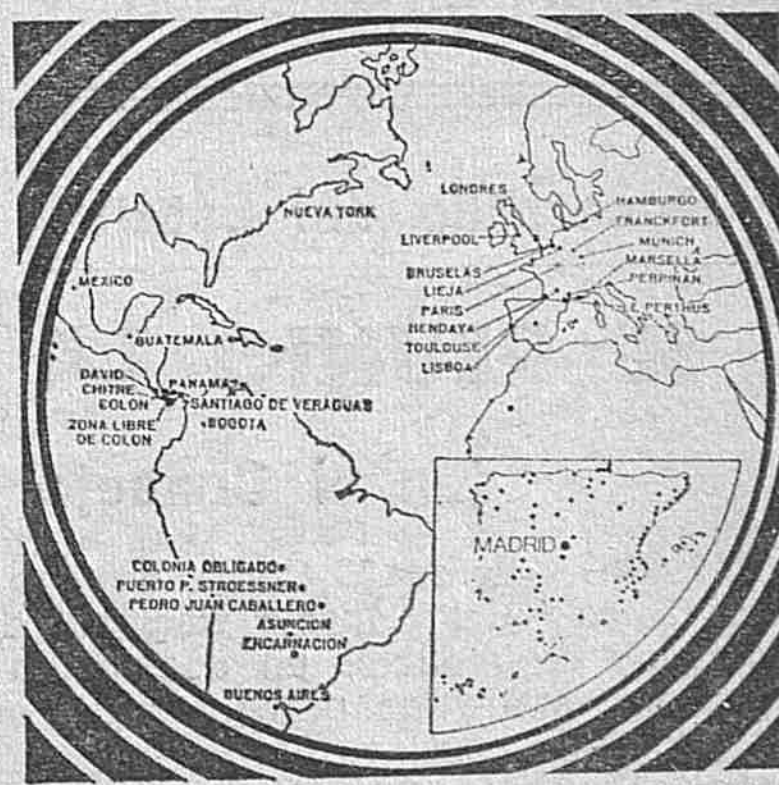 NUEVA YORK
MEXICO
GUATEMALA
DAVID
CHITRE
COLON
ZONA LIBRE
DE COLON
PANAMA
SANTIAGO DE VERAGUAS
BOGOTA
COLONIA OBLIGADO
PUERTO P. STROESSNER
PEDRO JUAN CABALLERO
ASUNCION
ENCARNACION
BUENOS AIRES
LONDRES
LIVERPOOL
BRUSELAS
LIEJA
PARIS
HENDAYA
TOULOUSE
LISBOA
HAMBURGO
FRANCKFORT
MUNICH
MARSELLA
PERPIÑAN
LE PERTHUS
MADRID